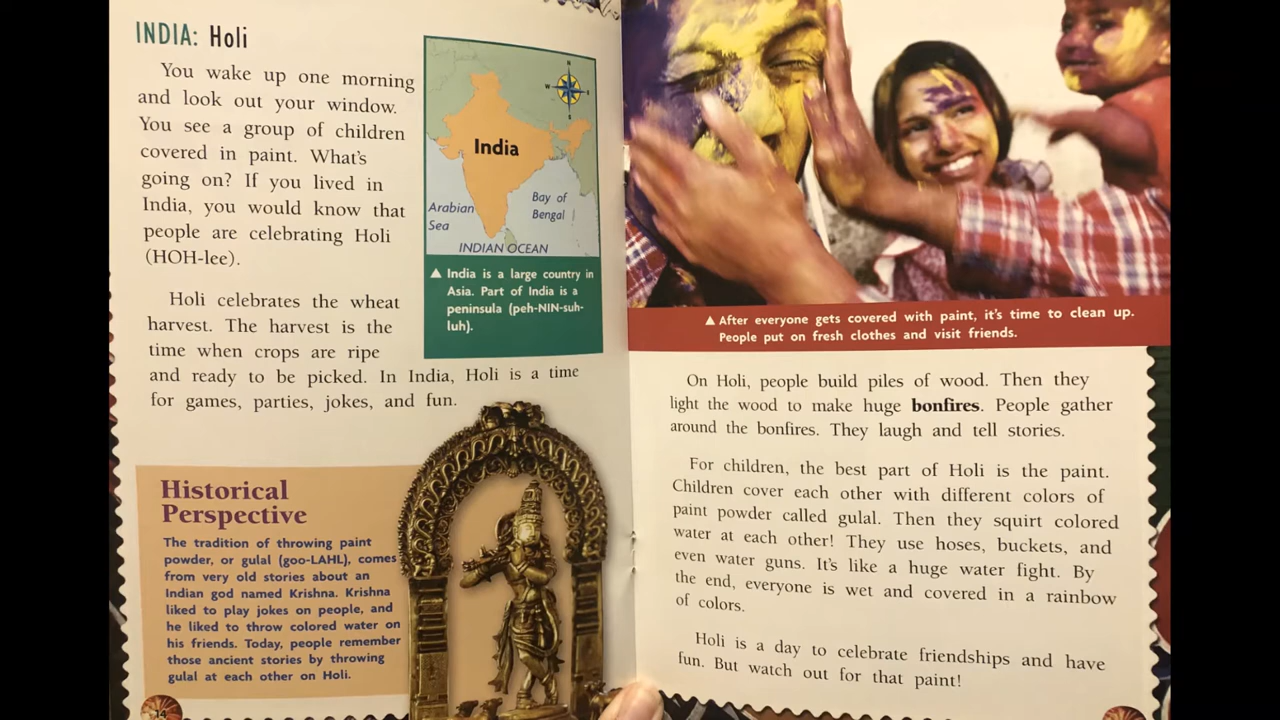 INDIA: Holi
You wake up one morning
and look out your window.
You see a group of children
covered in paint. What's
going on? If you lived in
India, you would know that
people are celebrating Holi
(HOH-lee).
Holi celebrates the wheat
harvest. The harvest is the
time when crops are ripe
and ready to be picked. In India, Holi is a time
for games, parties, jokes, and fun.
N
W
E
S
India
Arabian
Sea
Bay of
Bengal
INDIAN OCEAN
▲ India is a large country in
Asia. Part of India is a
peninsula (peh-NIN-suh-
luh).
Historical
Perspective
The tradition of throwing paint
powder, or gulal (goo-LAHL), comes
from very old stories about an
Indian god named Krishna. Krishna
liked to play jokes on people, and
he liked to throw colored water on
his friends. Today, people remember
those ancient stories by throwing
gulal at each other on Holi.
14
▲ After everyone gets covered with paint, it's time to clean up.
People put on fresh clothes and visit friends.
On Holi, people build piles of wood. Then they
light the wood to make huge bonfires. People gather
around the bonfires. They laugh and tell stories.
For children, the best part of Holi is the paint.
Children cover each other with different colors of
paint powder called gulal. Then they squirt colored
water at each other! They use hoses, buckets, and
even water guns. It's like a huge water fight. By
the end, everyone is wet and covered in a rainbow
of colors.
Holi is a day to celebrate friendships and have
fun. But watch out for that paint!